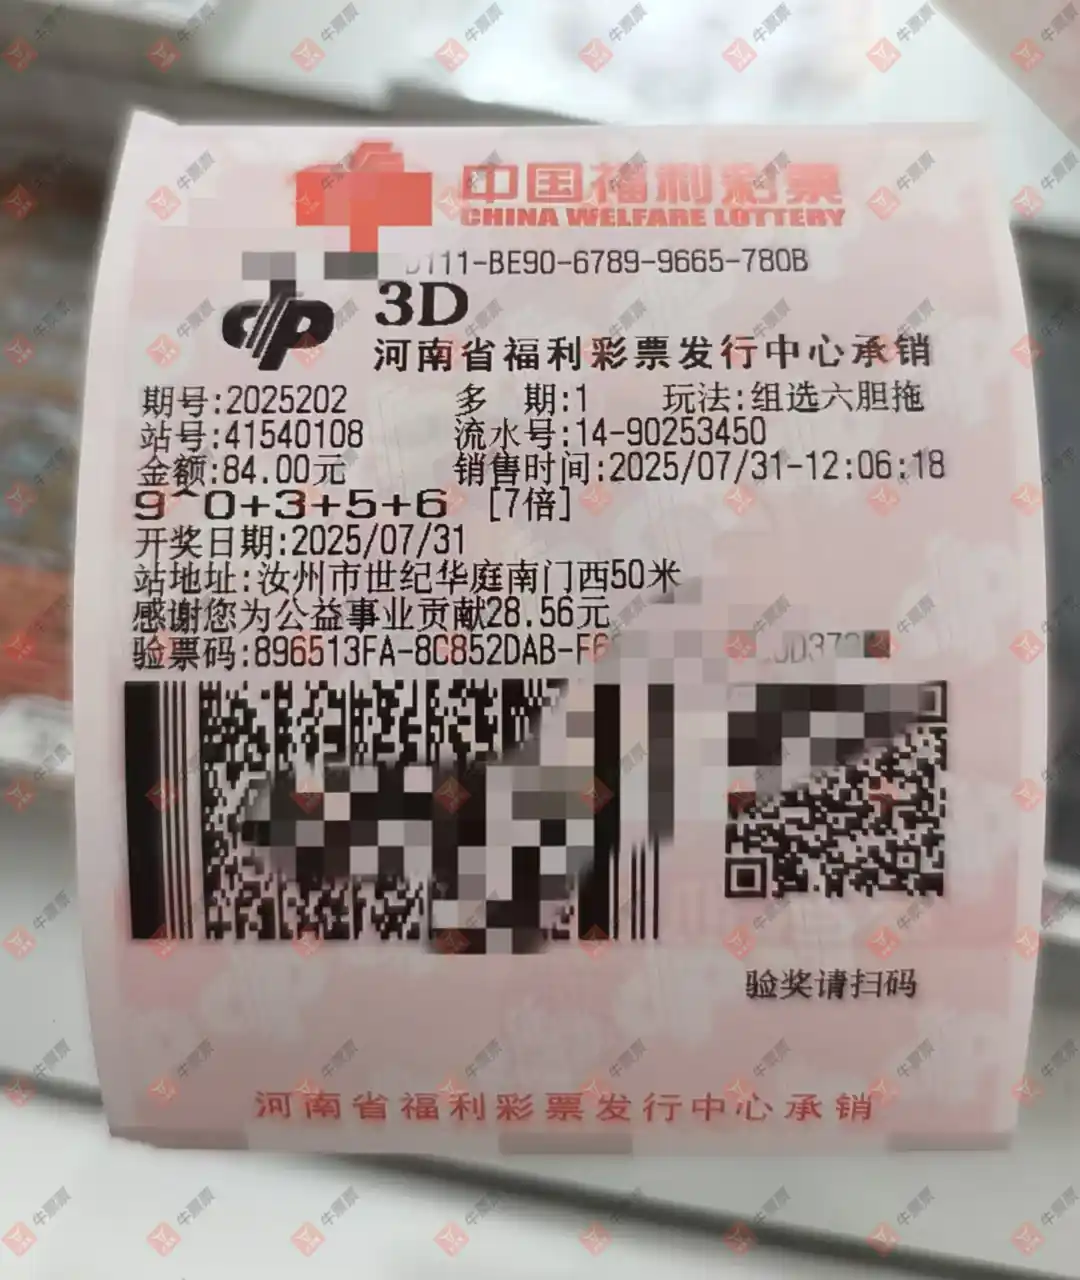 中国福利彩票
CHINA WELFARE LOTTERY
D111-BE90-6789-9665-780B
3D
河南省福利彩票发行中心承销
期号:2025202 多 期:1 玩法:组选六胆拖
站号:41540108 流水号:14-90253450
金额:84.00元 销售时间:2025/07/31-12:06:18
9^0+3+5+6 [7倍]
开奖日期:2025/07/31
站地址:汝州市世纪华庭南门西50米
感谢您为公益事业贡献28.56元
验票码:896513FA-8C852DAB-F6
验奖请扫码
河南省福利彩票发行中心承销
牛票票